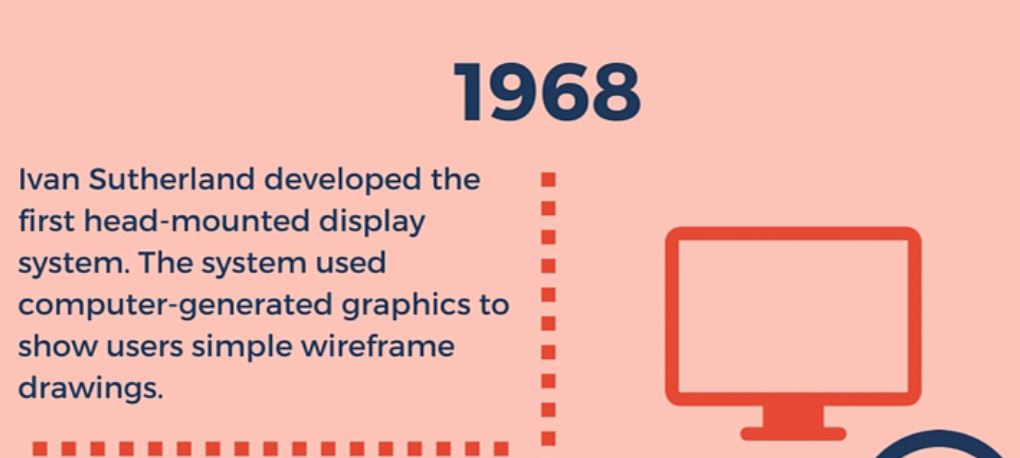 1968
Ivan Sutherland developed the
first head-mounted display
system. The system used
computer-generated graphics to
show users simple wireframe
drawings.